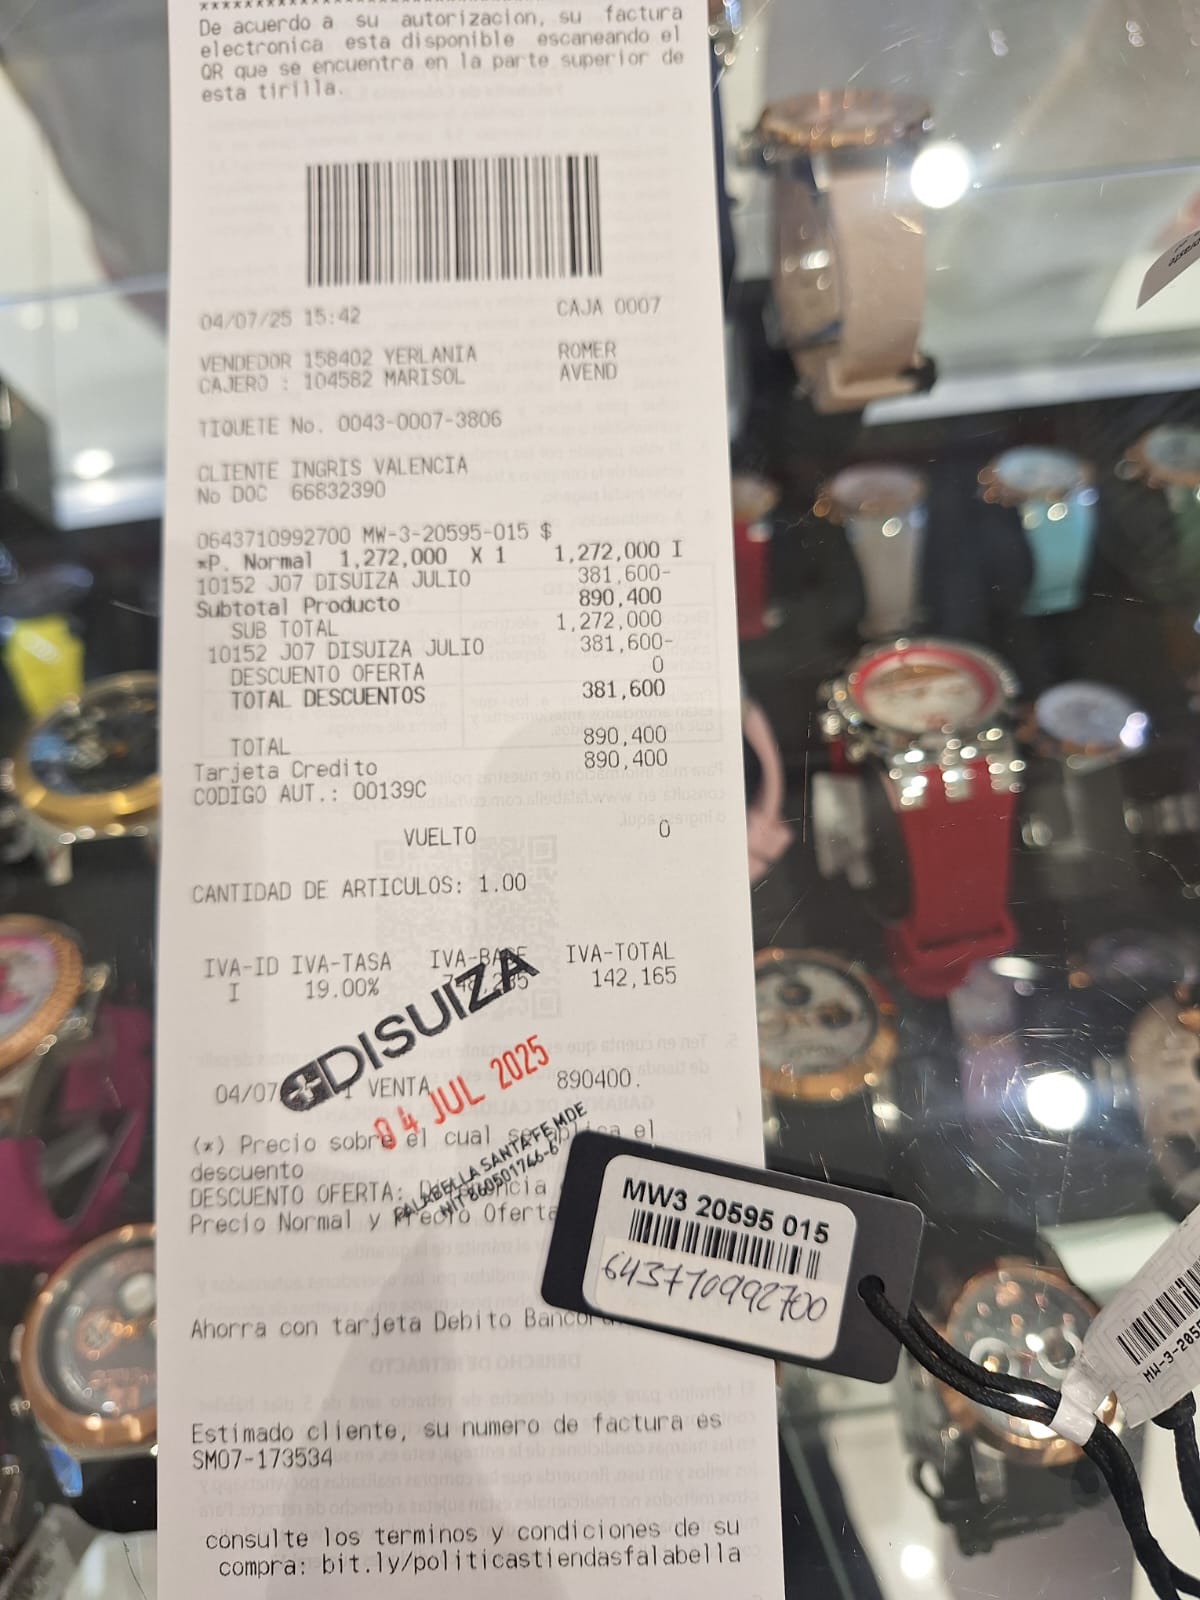 De acuerdo a su autorizacion, su factura
electronica esta disponible escaneando el
QR que se encuentra en la parte superior de
esta tirilla.
04/07/25 15:42 CAJA 0007
VENDEDOR 158402 YERLANIA ROMER
CAJERO : 104582 MARISOL AVEND
TIQUETE No. 0043-0007-3806
CLIENTE INGRIS VALENCIA
No DOC 66832390
0643710992700 MW-3-20595-015 $
*P. Normal 1,272,000 X 1 1,272,000 I
10152 J07 DISUIZA JULIO 381,600-
Subtotal Producto 890,400
SUB TOTAL 1,272,000
10152 J07 DISUIZA JULIO 381,600-
DESCUENTO OFERTA 0
TOTAL DESCUENTOS 381,600
TOTAL 890,400
Tarjeta Credito 890,400
CODIGO AUT.: 00139C
VUELTO 0
CANTIDAD DE ARTICULOS: 1.00
IVA-ID IVA-TASA IVA-BASE IVA-TOTAL
I 19.00% 142,165
DISUIZA
04/07 VENTA 890400.
04 JUL 2025
(*) Precio sobre el cual se aplica el
descuento
FALABELLA SANTA FE MDE
NIT 860501746-6
DESCUENTO OFERTA:
Precio Normal y Precio Oferta
MW3 20595 015
643710992700
Ahorra con tarjeta Debito
Estimado cliente, su numero de factura es
SM07-173534
consulte los terminos y condiciones de su
compra: bit.ly/politicastiendasfalabella